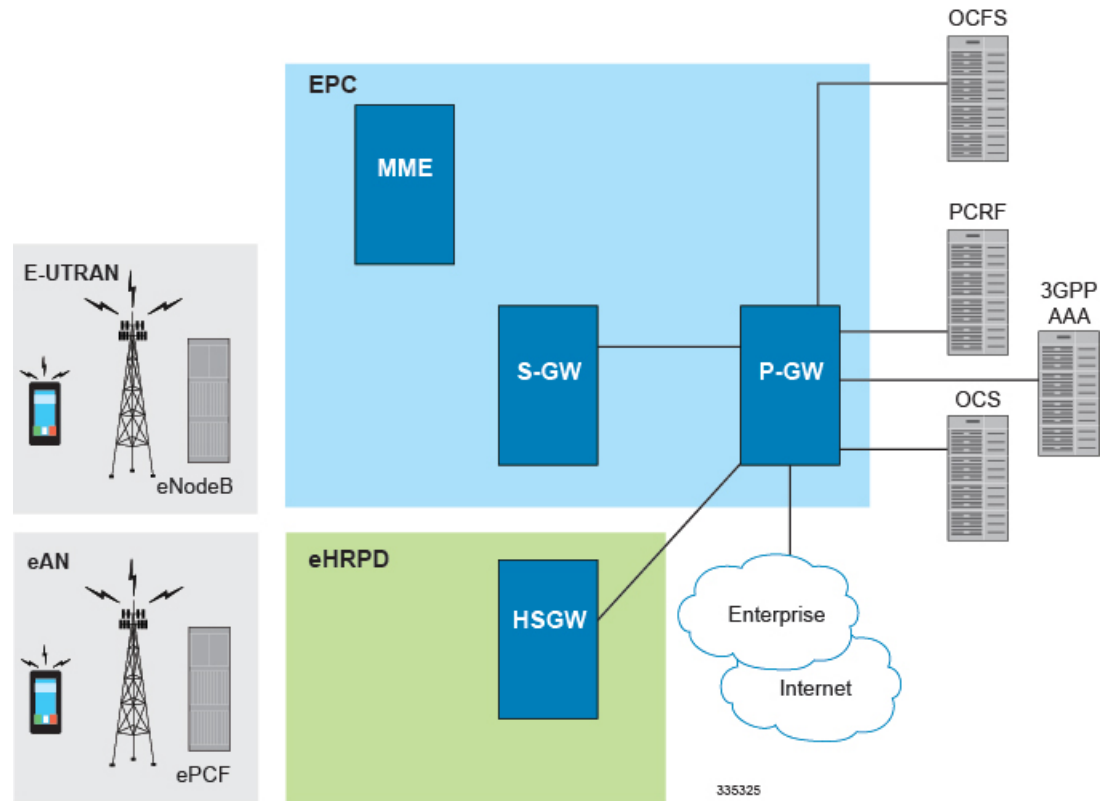 OCFS
EPC
MME
PCRF
E-UTRAN
3GPP
AAA
S-GW
P-GW
OCS
eNodeB
eAN
eHRPD
HSGW
Enterprise
Internet
ePCF
335325